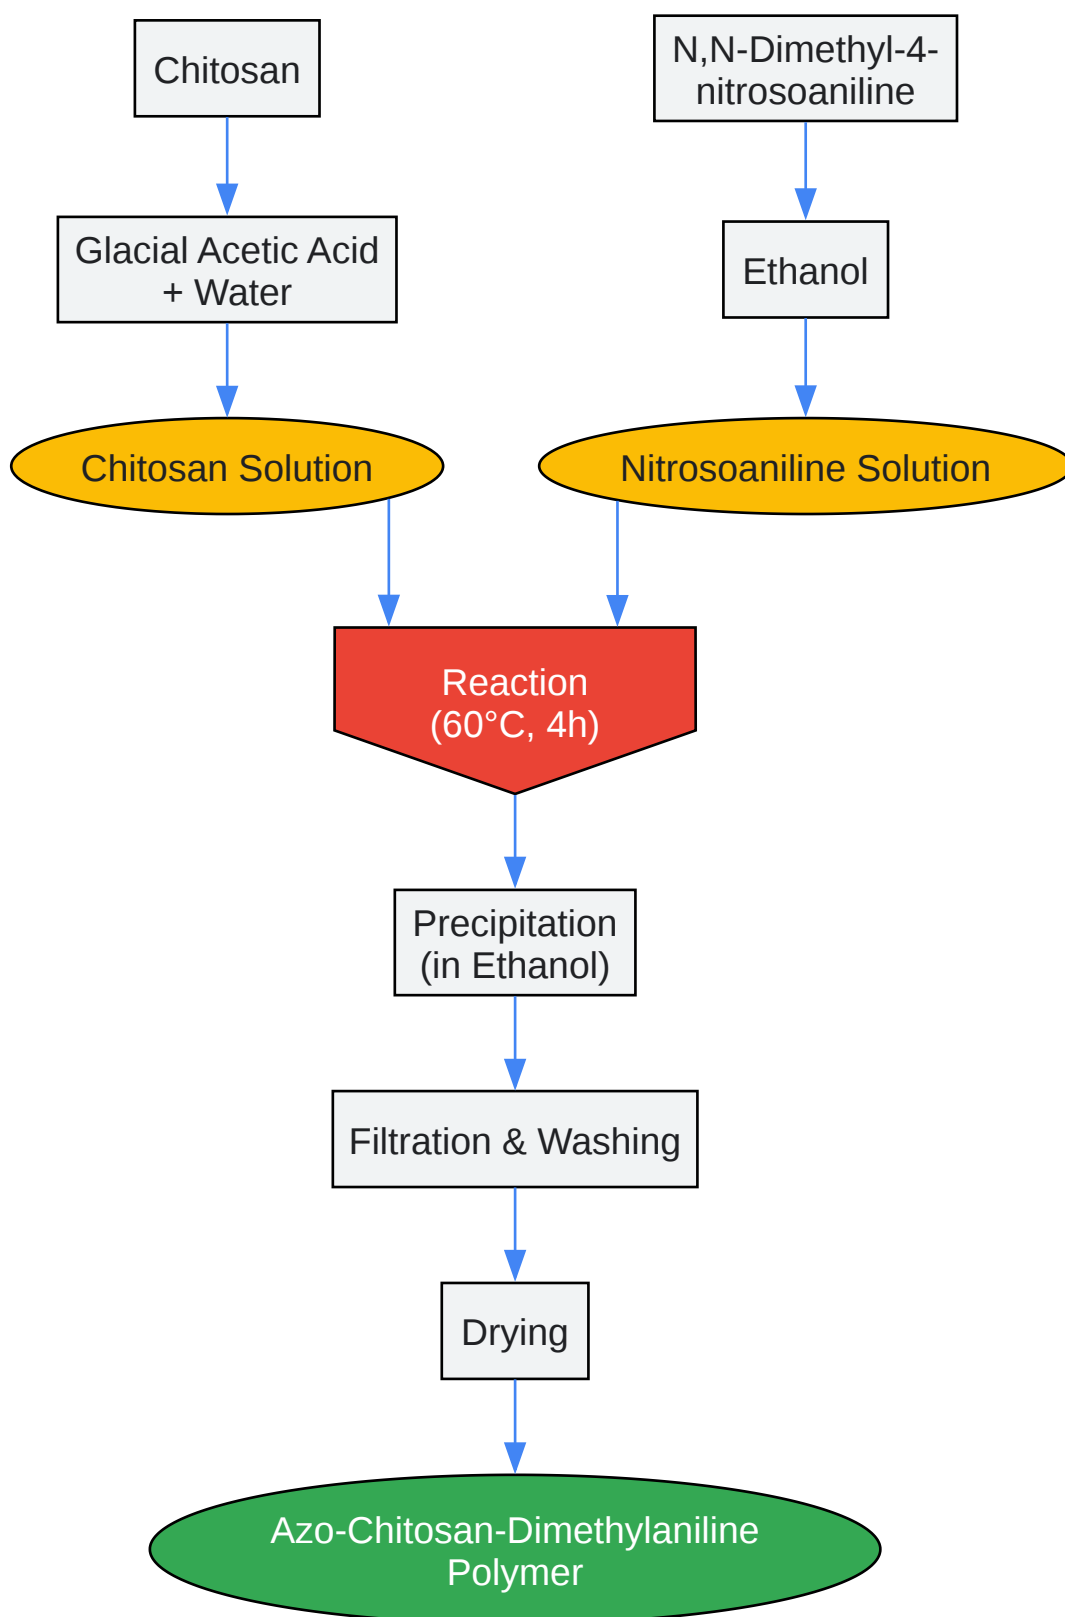 Chitosan
N,N-Dimethyl-4-
nitrosoaniline
Glacial Acetic Acid
+ Water
Ethanol
Chitosan Solution
Nitrosoaniline Solution
Reaction
(60°C, 4h)
Precipitation
(in Ethanol)
Filtration & Washing
Drying
Azo-Chitosan-Dimethylaniline
Polymer